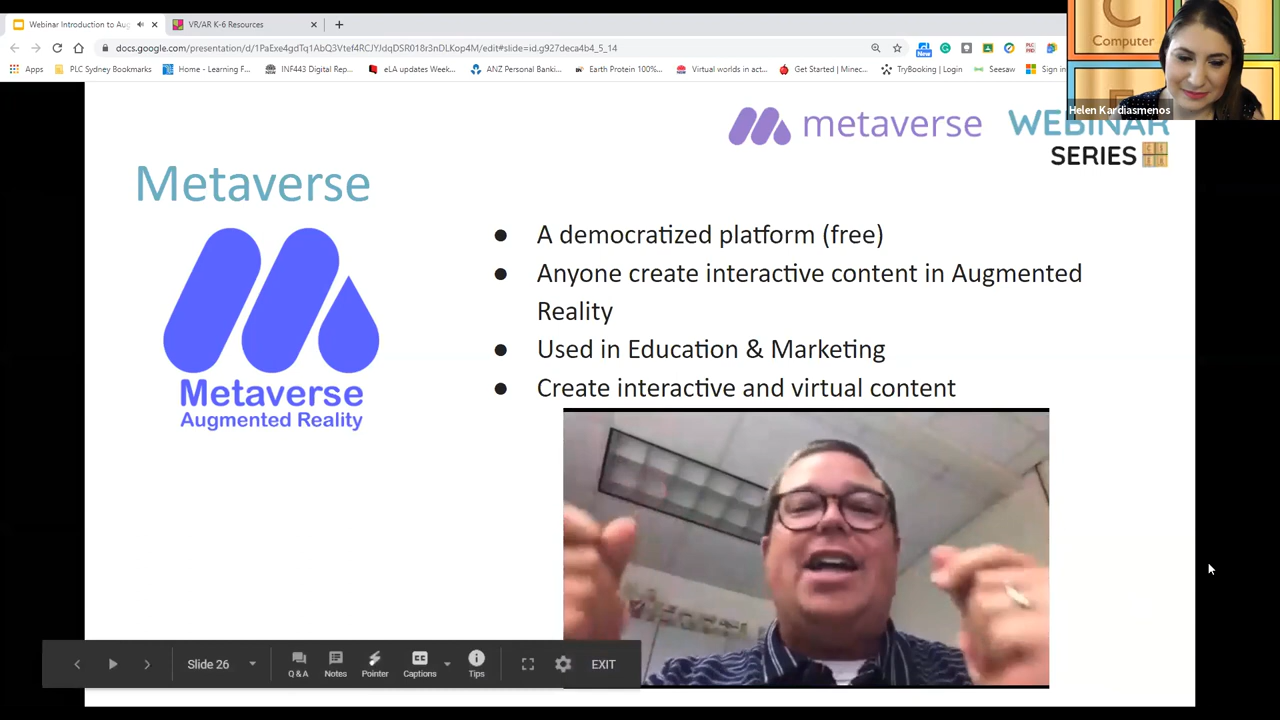 Webinar Introduction to Au
VR/AR K-6 Resources
docs.google.com/presentation/d/1PaExe4gdTq1AbQ3Vtef4RCJYJdqDSR018r3nDLKop4M/edit#slide=id.g927deca4b4_5_14
New
Apps
PLC Sydney Bookmarks
Home - Learning F...
INF443 Digital Rep...
eLA updates Week...
ANZ Personal Banki...
Earth Protein 100%...
Virtual worlds in act...
Get Started | Minec...
TryBooking | Login
Seesaw
Sign in
C
Computer
Helen Kardiasmenos
metaverse
WEBINAR
SERIES
Metaverse
Metaverse
Augmented Reality
● A democratized platform (free)
● Anyone create interactive content in Augmented
Reality
● Used in Education & Marketing
● Create interactive and virtual content
Slide 26
Q & A
Notes
Pointer
Captions
Tips
EXIT